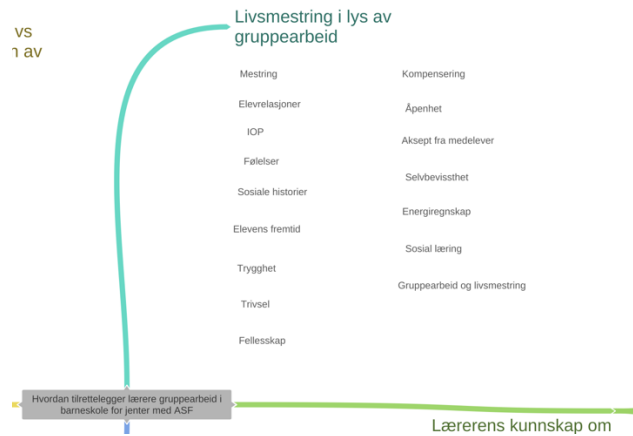 vs
n av
Livsmestring i lys av
gruppearbeid
Mestring
Elevrelasjoner
IOP
Følelser
Sosiale historier
Elevens fremtid
Trygghet
Trivsel
Fellesskap
Kompensering
Åpenhet
Aksept fra medelever
Selvbevissthet
Energiregnskap
Sosial læring
Gruppearbeid og livsmestring
Hvordan tilrettelegger lærere gruppearbeid i
barneskole for jenter med ASF
Lærerens kunnskap om